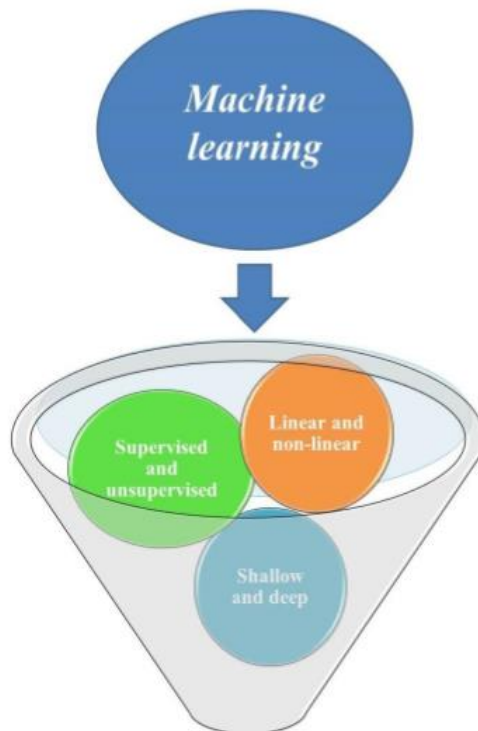 Machine
learning
Linear and
non-linear
Supervised
and
unsupervised
Shallow
and deep